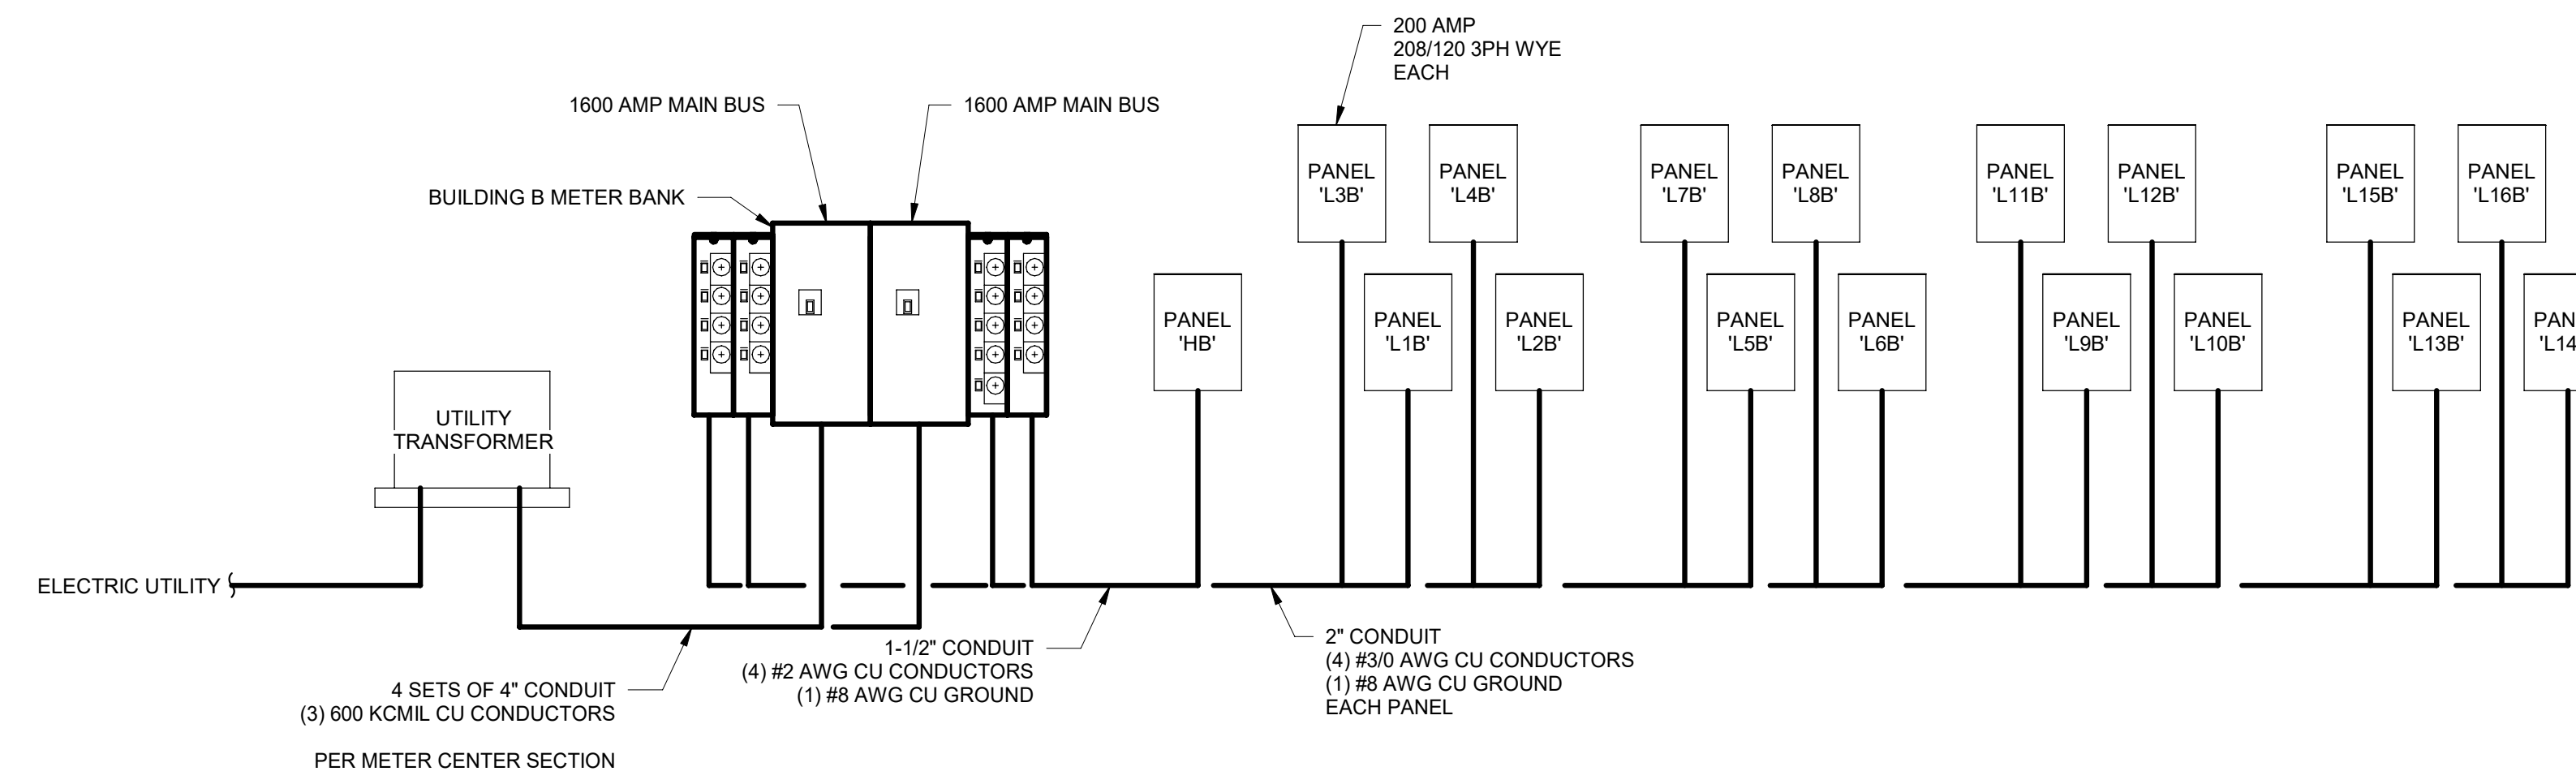 200 AMP
208/120 3PH WYE
EACH
1600 AMP MAIN BUS
1600 AMP MAIN BUS
BUILDING B METER BANK
PANEL
'L3B'
PANEL
'L4B'
PANEL
'L7B'
PANEL
'L8B'
PANEL
'L11B'
PANEL
'L12B'
PANEL
'L15B'
PANEL
'L16B'
PANEL
'HB'
PANEL
'L1B'
PANEL
'L2B'
PANEL
'L5B'
PANEL
'L6B'
PANEL
'L9B'
PANEL
'L10B'
PANEL
'L13B'
PAN
'L14
UTILITY
TRANSFORMER
ELECTRIC UTILITY
4 SETS OF 4" CONDUIT
(3) 600 KCMIL CU CONDUCTORS
PER METER CENTER SECTION
1-1/2" CONDUIT
(4) #2 AWG CU CONDUCTORS
(1) #8 AWG CU GROUND
2" CONDUIT
(4) #3/0 AWG CU CONDUCTORS
(1) #8 AWG CU GROUND
EACH PANEL